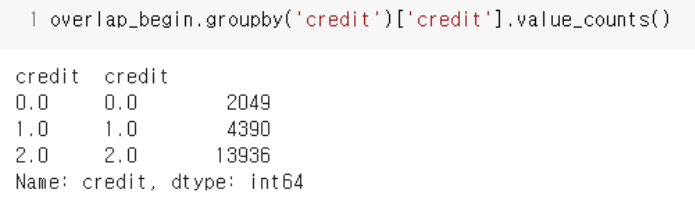 1 overlap_begin.groupby('credit')['credit'].value_counts()
credit  credit
0.0     0.0        2049
1.0     1.0        4390
2.0     2.0       13936
Name: credit, dtype: int64